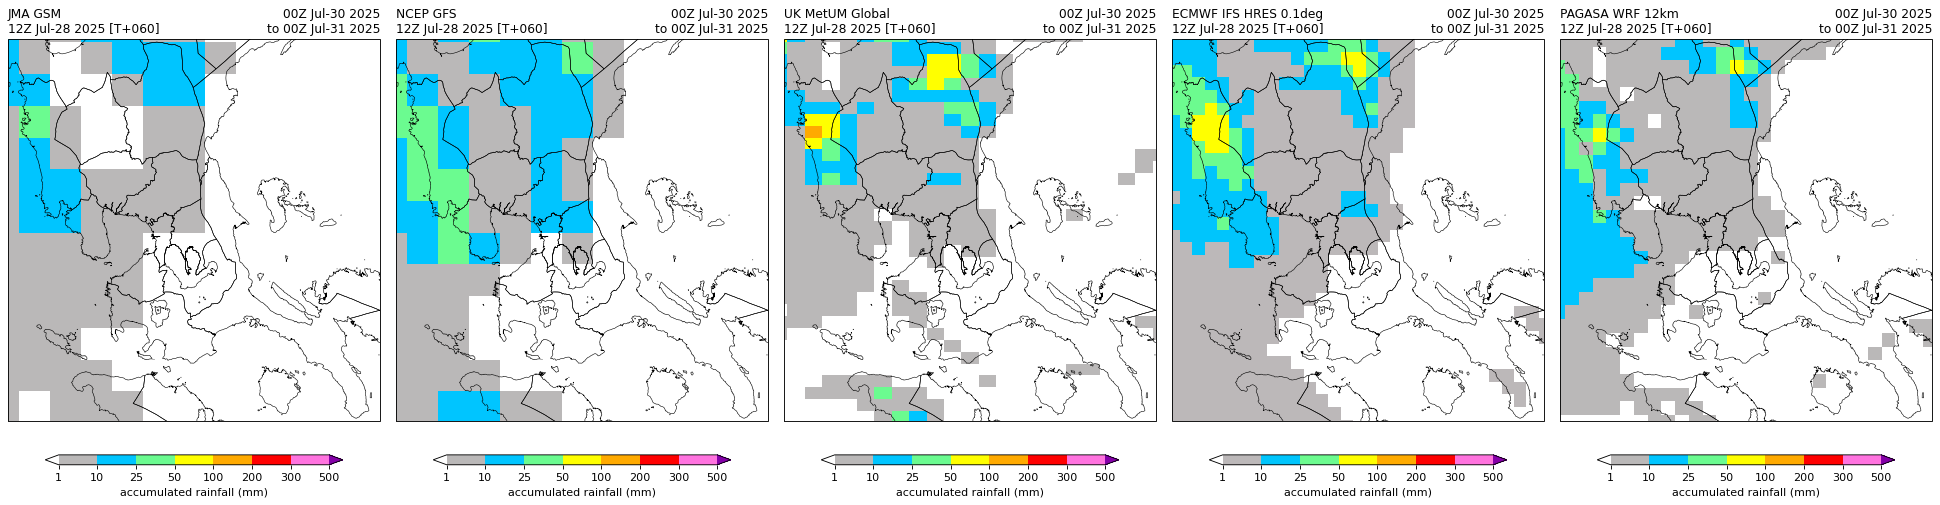 JMA GSM 00Z Jul-30 2025
12Z Jul-28 2025 [T+060] to 00Z Jul-31 2025
1 10 25 50 100 200 300 500
accumulated rainfall (mm)
NCEP GFS 00Z Jul-30 2025
12Z Jul-28 2025 [T+060] to 00Z Jul-31 2025
1 10 25 50 100 200 300 500
accumulated rainfall (mm)
UK MetUM Global 00Z Jul-30 2025
12Z Jul-28 2025 [T+060] to 00Z Jul-31 2025
1 10 25 50 100 200 300 500
accumulated rainfall (mm)
ECMWF IFS HRES 0.1deg 00Z Jul-30 2025
12Z Jul-28 2025 [T+060] to 00Z Jul-31 2025
1 10 25 50 100 200 300 500
accumulated rainfall (mm)
PAGASA WRF 12km 00Z Jul-30 2025
12Z Jul-28 2025 [T+060] to 00Z Jul-31 2025
1 10 25 50 100 200 300 500
accumulated rainfall (mm)